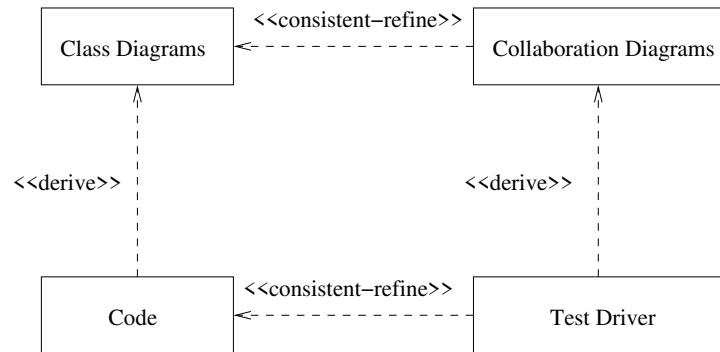 <<consistent−refine>>
Class Diagrams
Collaboration Diagrams
<<derive>>
<<derive>>
<<consistent−refine>>
Code
Test Driver